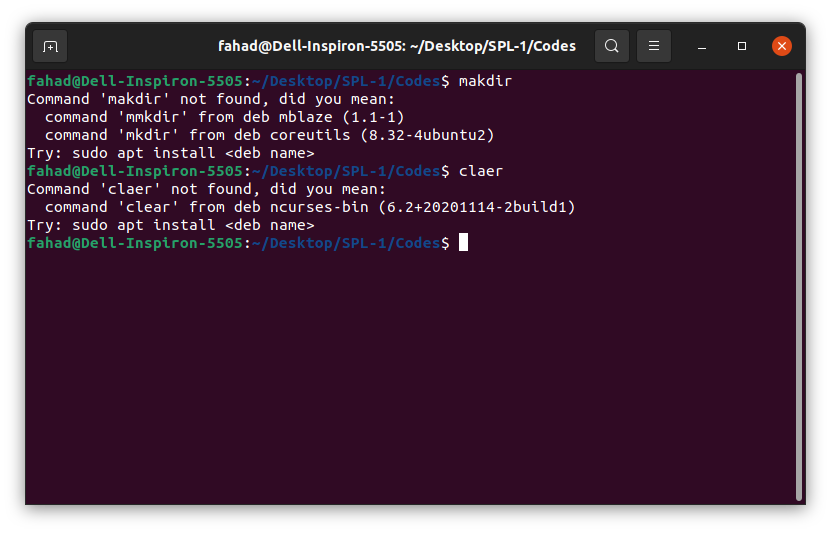 fahad@Dell-Inspiron-5505: ~/Desktop/SPL-1/Codes
fahad@Dell-Inspiron-5505:~/Desktop/SPL-1/Codes$ makdir
Command 'makdir' not found, did you mean:
  command 'mmkdir' from deb mblaze (1.1-1)
  command 'mkdir' from deb coreutils (8.32-4ubuntu2)
Try: sudo apt install <deb name>
fahad@Dell-Inspiron-5505:~/Desktop/SPL-1/Codes$ claer
Command 'claer' not found, did you mean:
  command 'clear' from deb ncurses-bin (6.2+20201114-2build1)
Try: sudo apt install <deb name>
fahad@Dell-Inspiron-5505:~/Desktop/SPL-1/Codes$